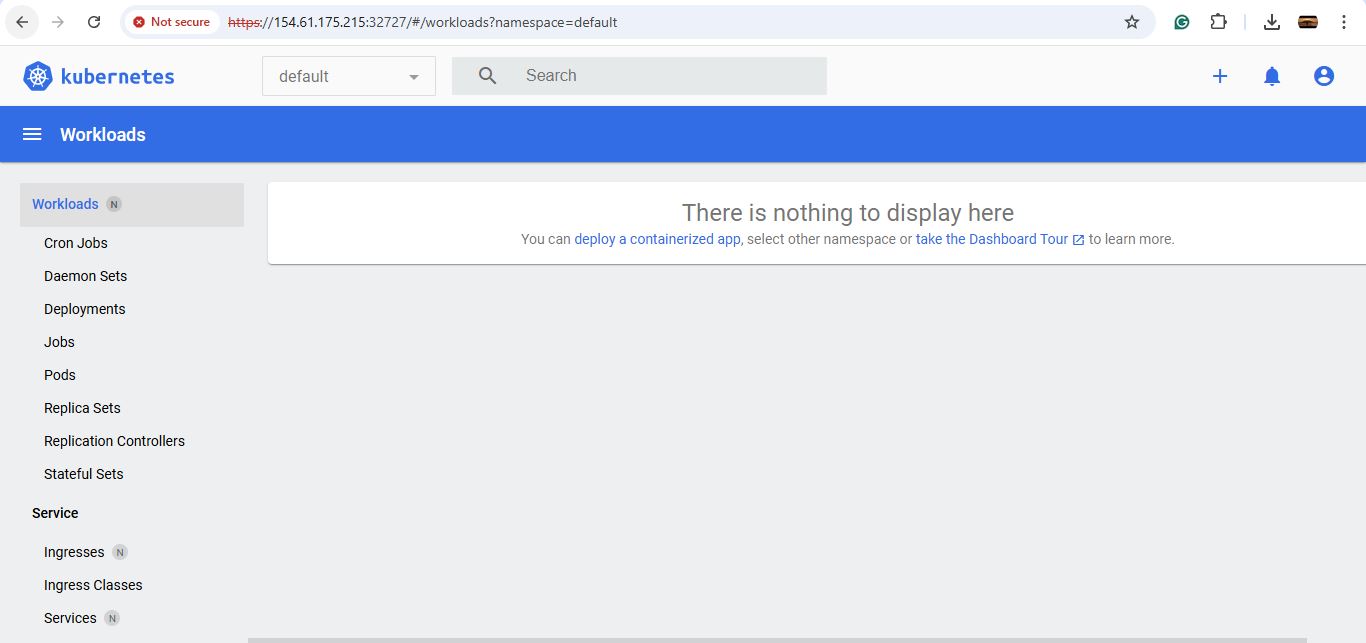 Not secure https://154.61.175.215:32727/#/workloads?namespace=default
kubernetes default Search
Workloads
Workloads N
There is nothing to display here
You can deploy a containerized app, select other namespace or take the Dashboard Tour to learn more.
Cron Jobs
Daemon Sets
Deployments
Jobs
Pods
Replica Sets
Replication Controllers
Stateful Sets
Service
Ingresses N
Ingress Classes
Services N